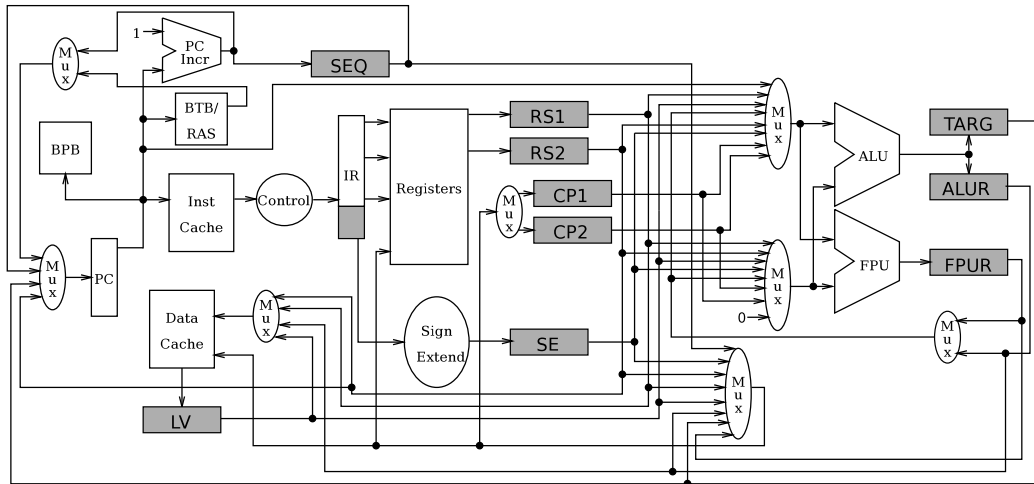 1
PC
Incr
Mux
SEQ
BTB/
RAS
BPB
IR
Registers
RS1
RS2
Mux
ALU
TARG
ALUR
Inst
Cache
Control
Mux
CP1
CP2
Mux
PC
Mux
0
FPU
FPUR
Data
Cache
Mux
Sign
Extend
SE
Mux
Mux
LV